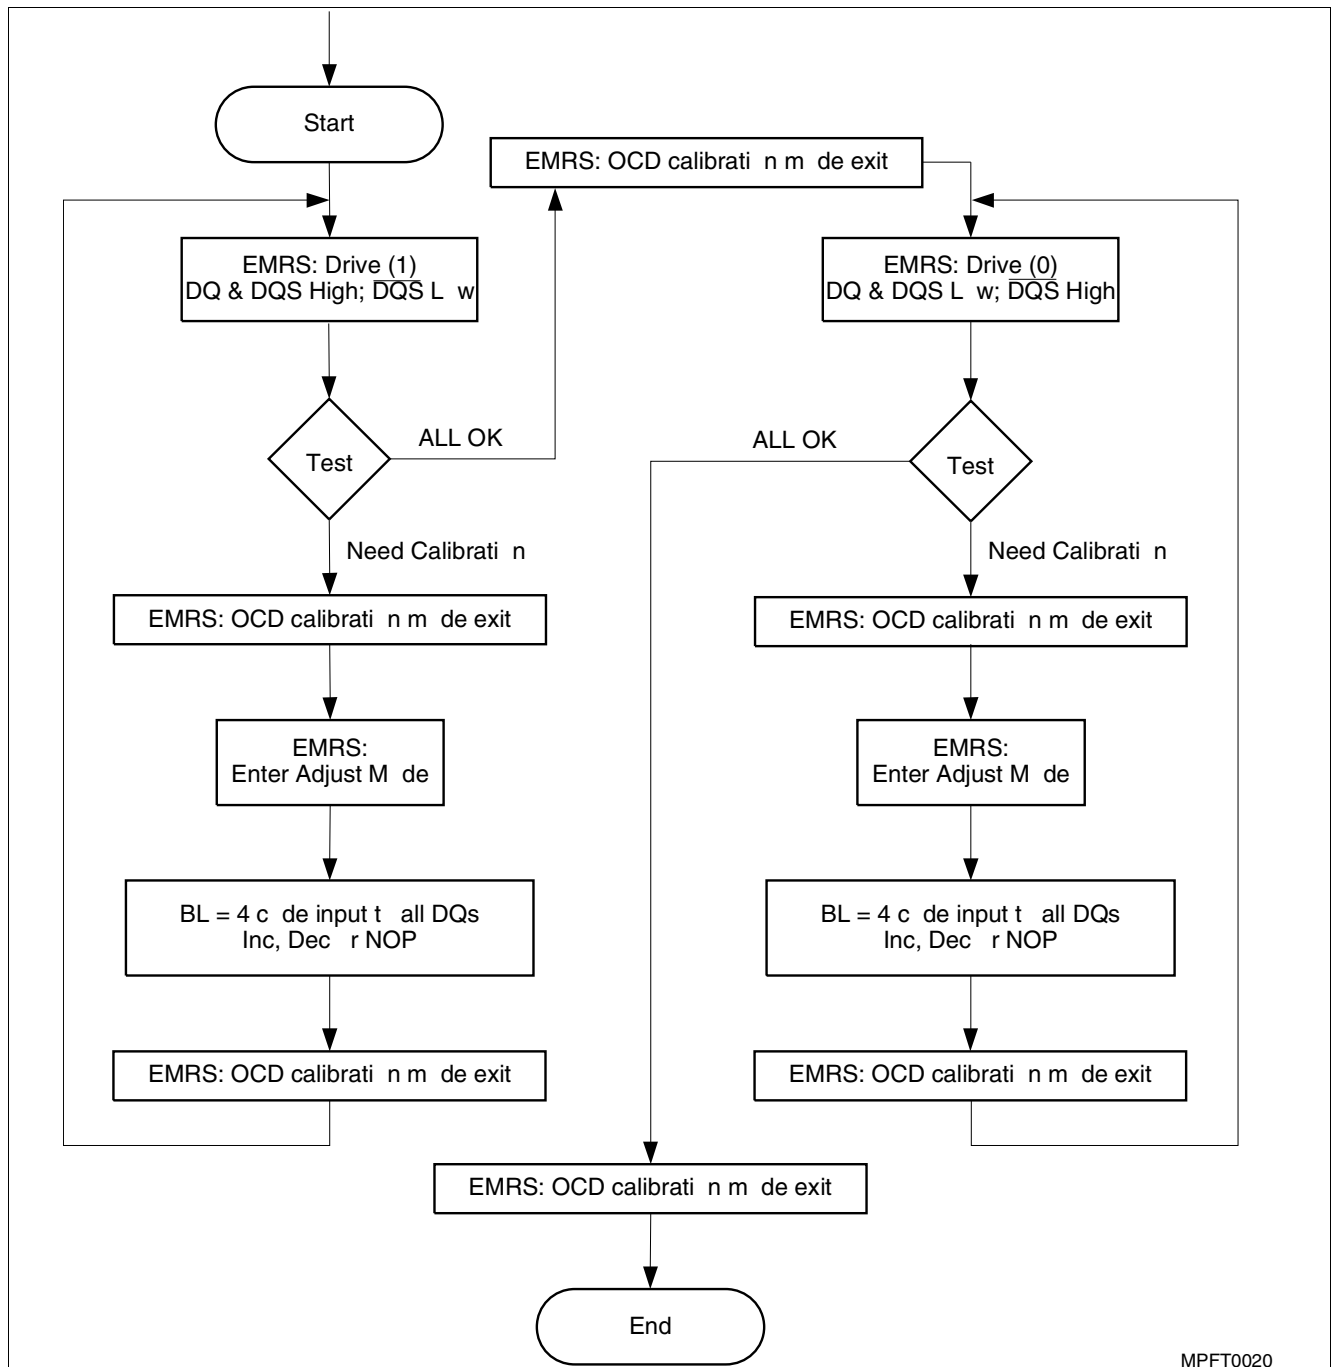 Start
EMRS: OCD calibrati n m de exit
EMRS: Drive (1)
DQ & DQS High; D̅Q̅S̅ L w
EMRS: Drive (0)
DQ & DQS L w; D̅Q̅S̅ High
ALL OK
Test
ALL OK
Test
Need Calibrati n
Need Calibrati n
EMRS: OCD calibrati n m de exit
EMRS: OCD calibrati n m de exit
EMRS:
Enter Adjust M de
EMRS:
Enter Adjust M de
BL = 4 c de input t all DQs
Inc, Dec r NOP
BL = 4 c de input t all DQs
Inc, Dec r NOP
EMRS: OCD calibrati n m de exit
EMRS: OCD calibrati n m de exit
EMRS: OCD calibrati n m de exit
End
MPFT0020